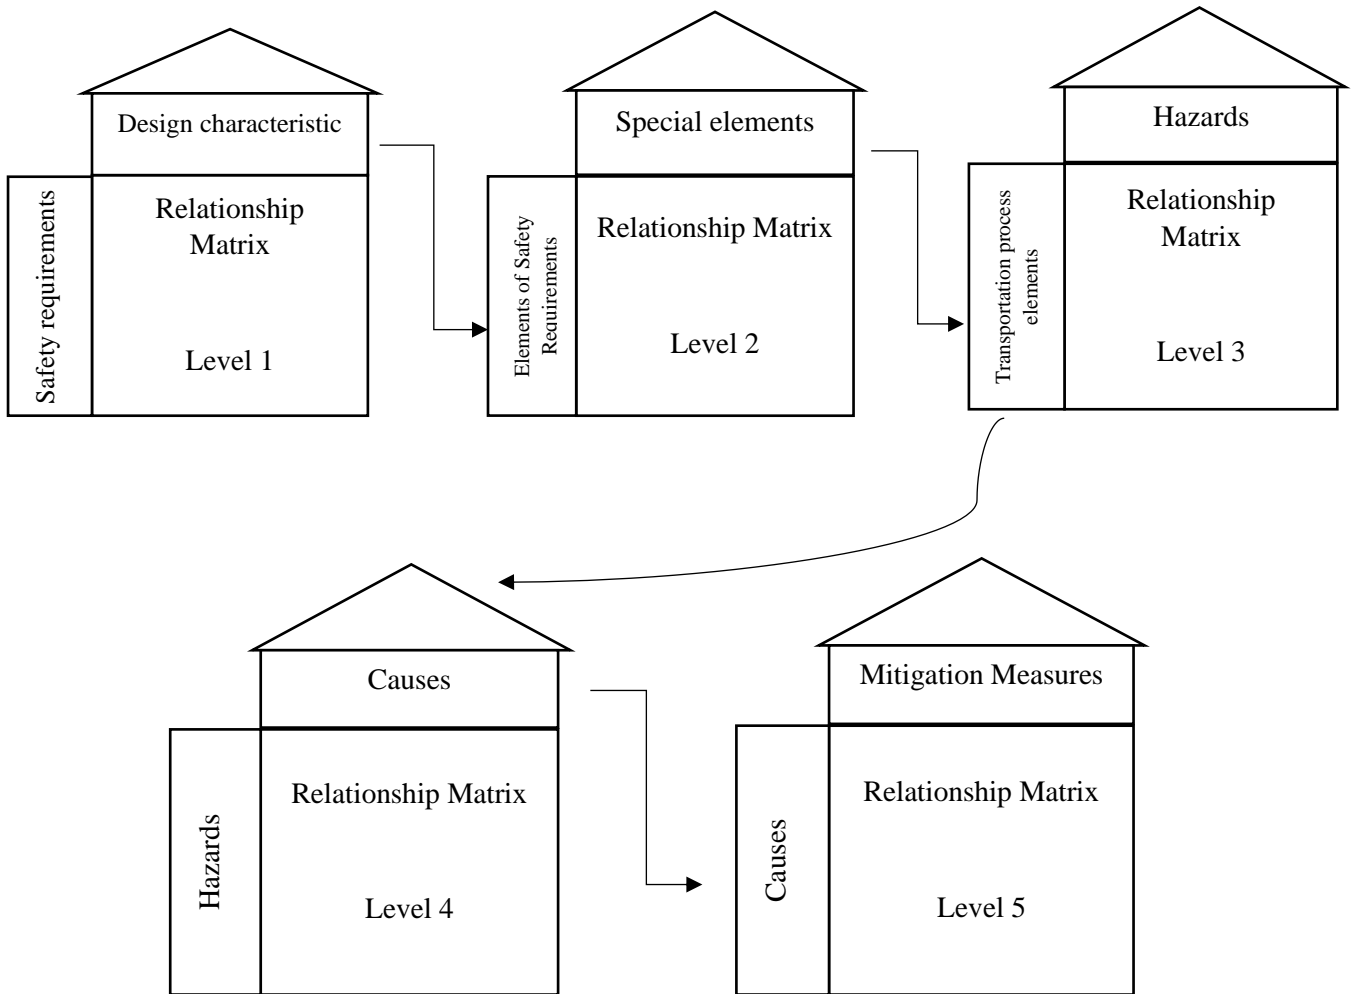 Design characteristic
Safety requirements
Relationship
Matrix
Level 1
Special elements
Elements of Safety
Requirements
Relationship Matrix
Level 2
Hazards
Transportation process
elements
Relationship
Matrix
Level 3
Causes
Hazards
Relationship Matrix
Level 4
Mitigation Measures
Causes
Relationship Matrix
Level 5